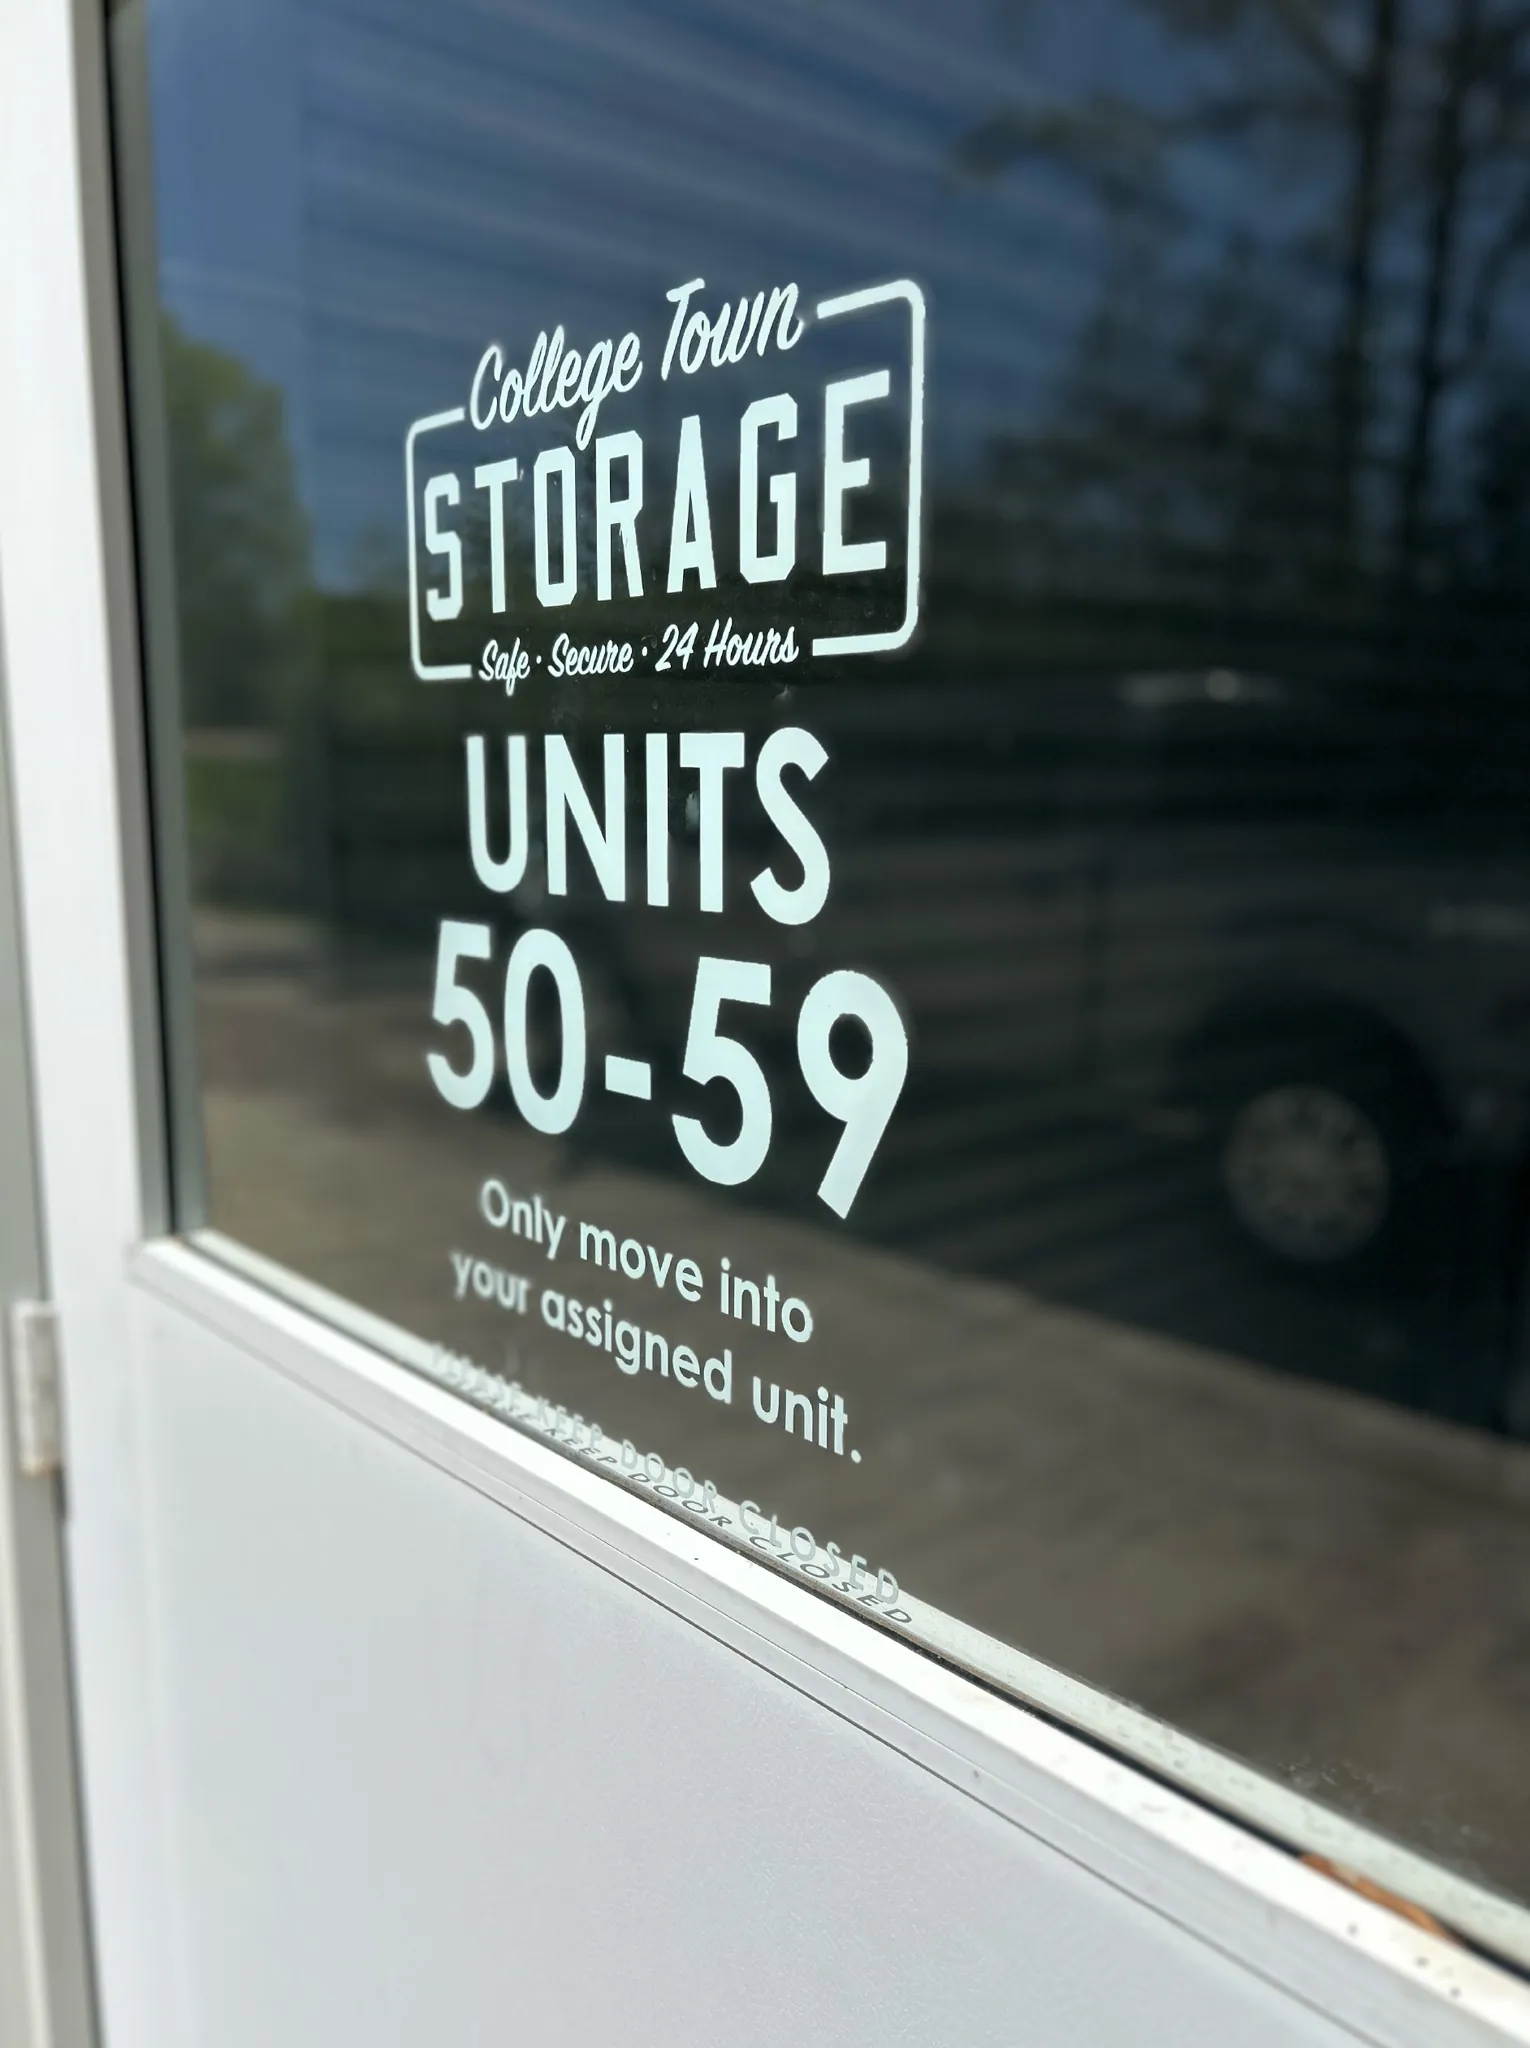 College Town
STORAGE
Safe · Secure · 24 Hours
UNITS
50-59
Only move into
your assigned unit.
PLEASE KEEP DOOR CLOSED